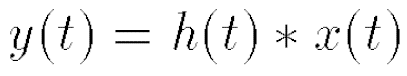 y(t) = h(t) * x(t)